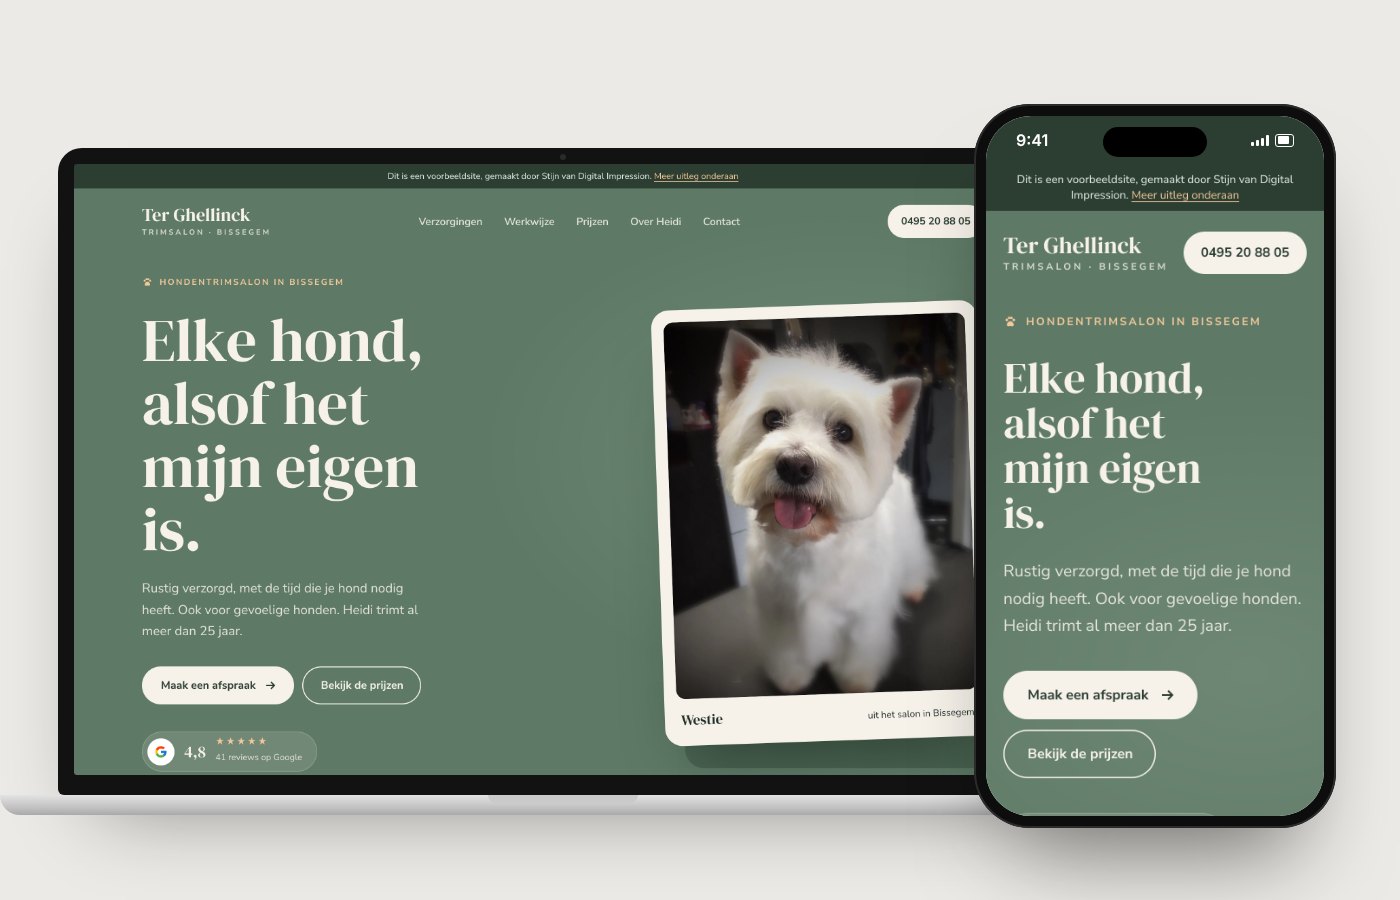 Dit is een voorbeeldsite, gemaakt door Stijn van Digital Impression. Meer uitleg onderaan
Ter Ghellinck
TRIMSALON · BISSEGEM
Verzorgingen Werkwijze Prijzen Over Heidi Contact
0495 20 88 05
HONDENTRIMSALON IN BISSEGEM
Elke hond,
alsof het
mijn eigen
is.
Rustig verzorgd, met de tijd die je hond nodig
heeft. Ook voor gevoelige honden. Heidi trimt al
meer dan 25 jaar.
Maak een afspraak → Bekijk de prijzen
G 4,8 ★★★★★
41 reviews op Google
Westie
uit het salon in Bissegem
9:41
Dit is een voorbeeldsite, gemaakt door Stijn van Digital
Impression. Meer uitleg onderaan
Ter Ghellinck
TRIMSALON · BISSEGEM
0495 20 88 05
HONDENTRIMSALON IN BISSEGEM
Elke hond,
alsof het
mijn eigen
is.
Rustig verzorgd, met de tijd die je hond
nodig heeft. Ook voor gevoelige honden.
Heidi trimt al meer dan 25 jaar.
Maak een afspraak →
Bekijk de prijzen